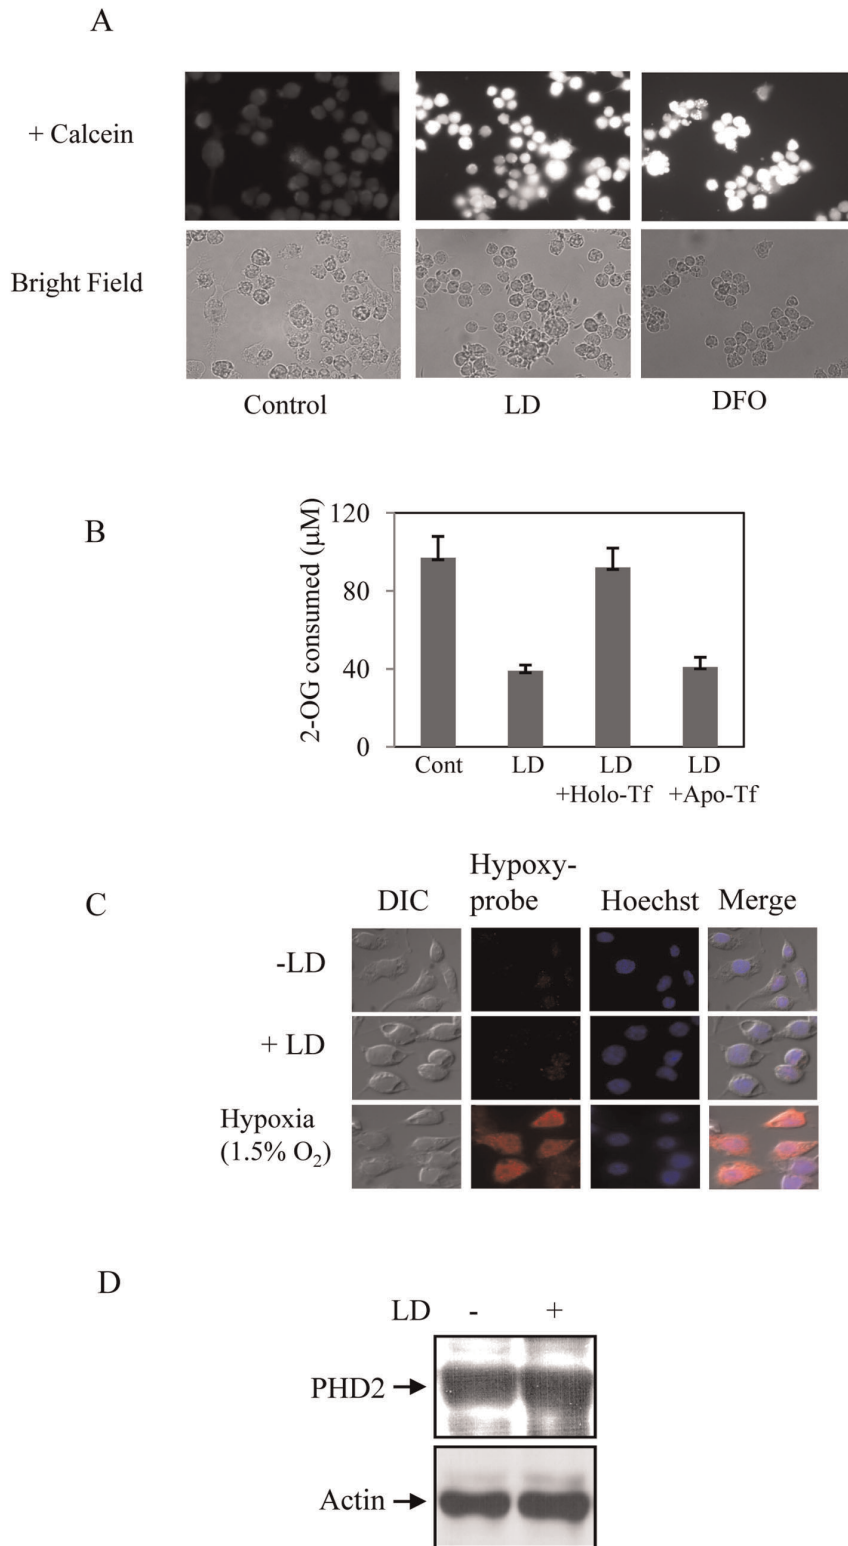 A
+ Calcein
Bright Field
Control LD DFO
B
2-OG consumed (µM)
120
80
40
0
Cont LD LD LD
+Holo-Tf +Apo-Tf
C
DIC Hypoxy-probe Hoechst Merge
-LD
+ LD
Hypoxia
(1.5% O₂)
D
LD - +
PHD2
Actin